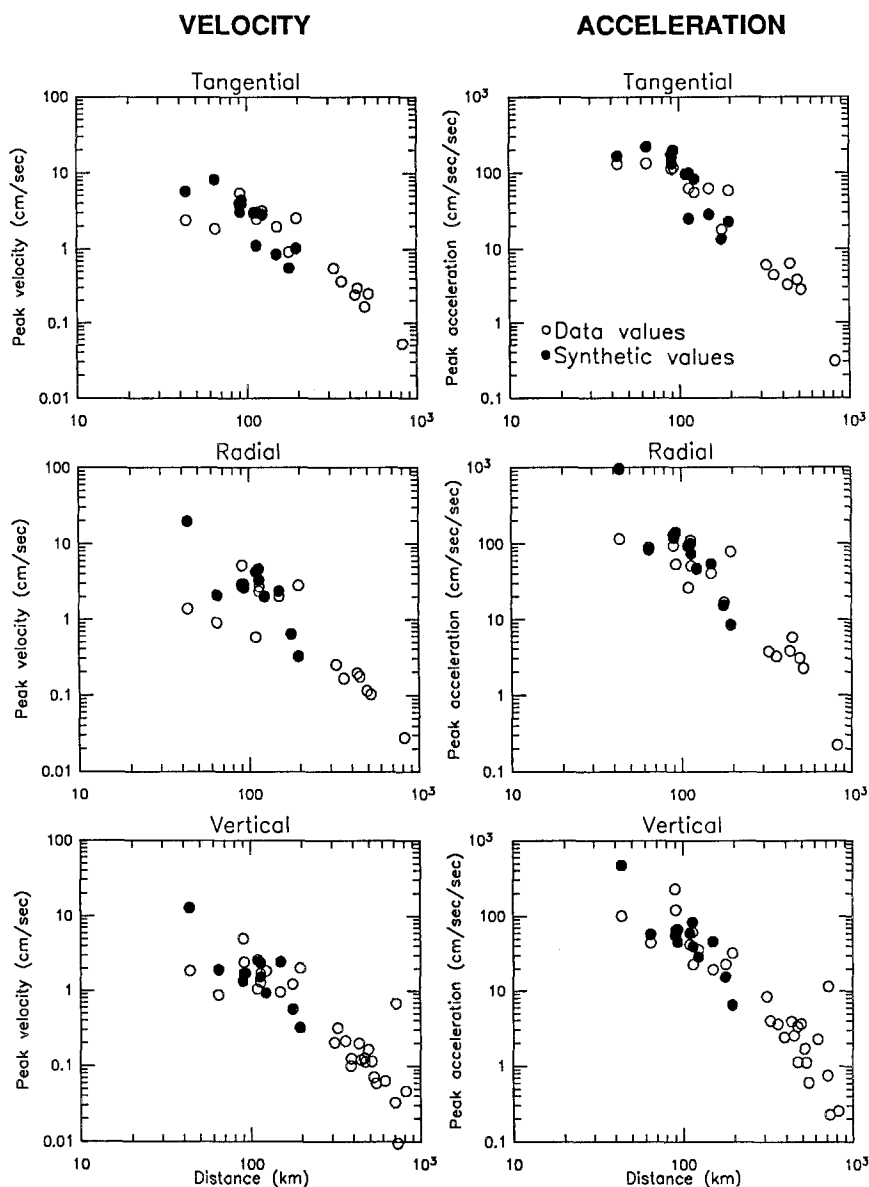 VELOCITY
ACCELERATION
Tangential
Peak velocity (cm/sec)
100
10
1
0.1
0.01
10
100
10³
Tangential
Peak acceleration (cm/sec/sec)
10³
100
10
1
0.1
○ Data values
● Synthetic values
10
100
10³
Radial
Peak velocity (cm/sec)
100
10
1
0.1
0.01
10
100
10³
Radial
Peak acceleration (cm/sec/sec)
10³
100
10
1
0.1
10
100
10³
Vertical
Peak velocity (cm/sec)
100
10
1
0.1
0.01
10
100
10³
Distance (km)
Vertical
Peak acceleration (cm/sec/sec)
10³
100
10
1
0.1
10
100
10³
Distance (km)